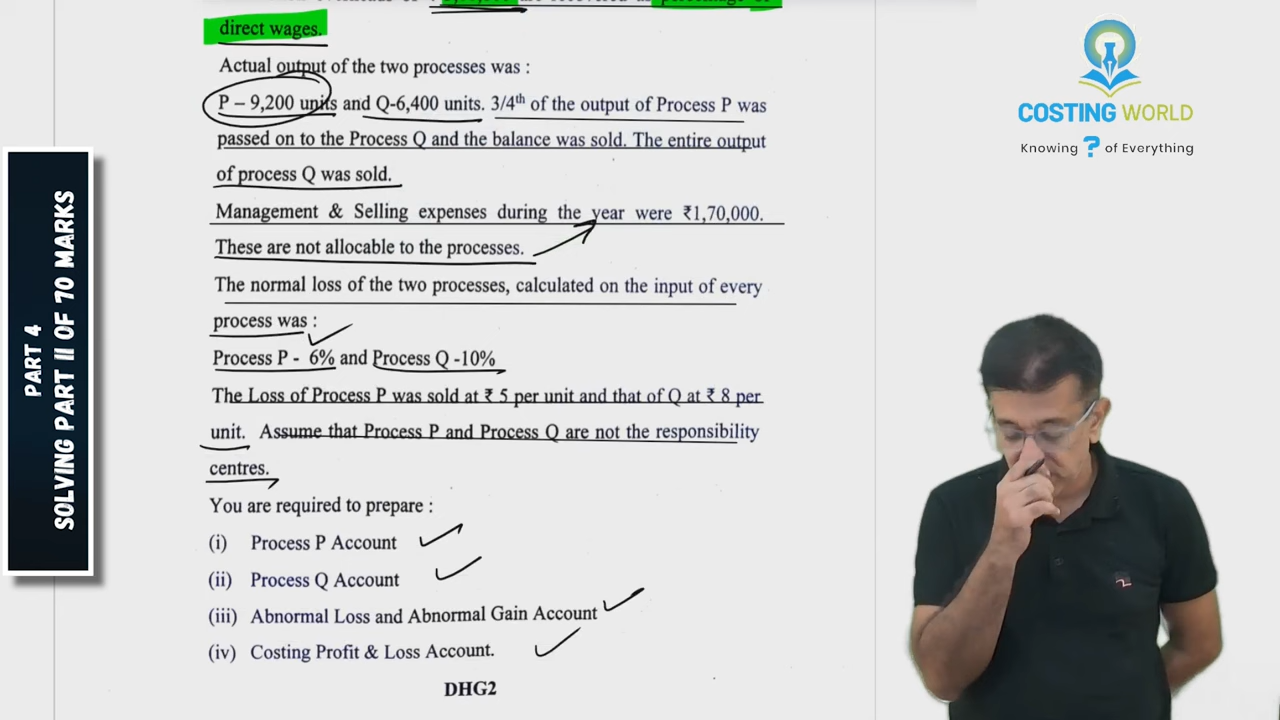 are recovered as percentage of
direct wages.
Actual output of the two processes was :
P – 9,200 units and Q-6,400 units. 3/4th of the output of Process P was
passed on to the Process Q and the balance was sold. The entire output
of process Q was sold.
Management & Selling expenses during the year were ₹1,70,000.
These are not allocable to the processes.
The normal loss of the two processes, calculated on the input of every
process was :
Process P - 6% and Process Q -10%
The Loss of Process P was sold at ₹ 5 per unit and that of Q at ₹ 8 per
unit. Assume that Process P and Process Q are not the responsibility
centres.
You are required to prepare :
(i) Process P Account
(ii) Process Q Account
(iii) Abnormal Loss and Abnormal Gain Account
(iv) Costing Profit & Loss Account.
DHG2
PART 4
SOLVING PART II OF 70 MARKS
COSTING WORLD
Knowing ? of Everything